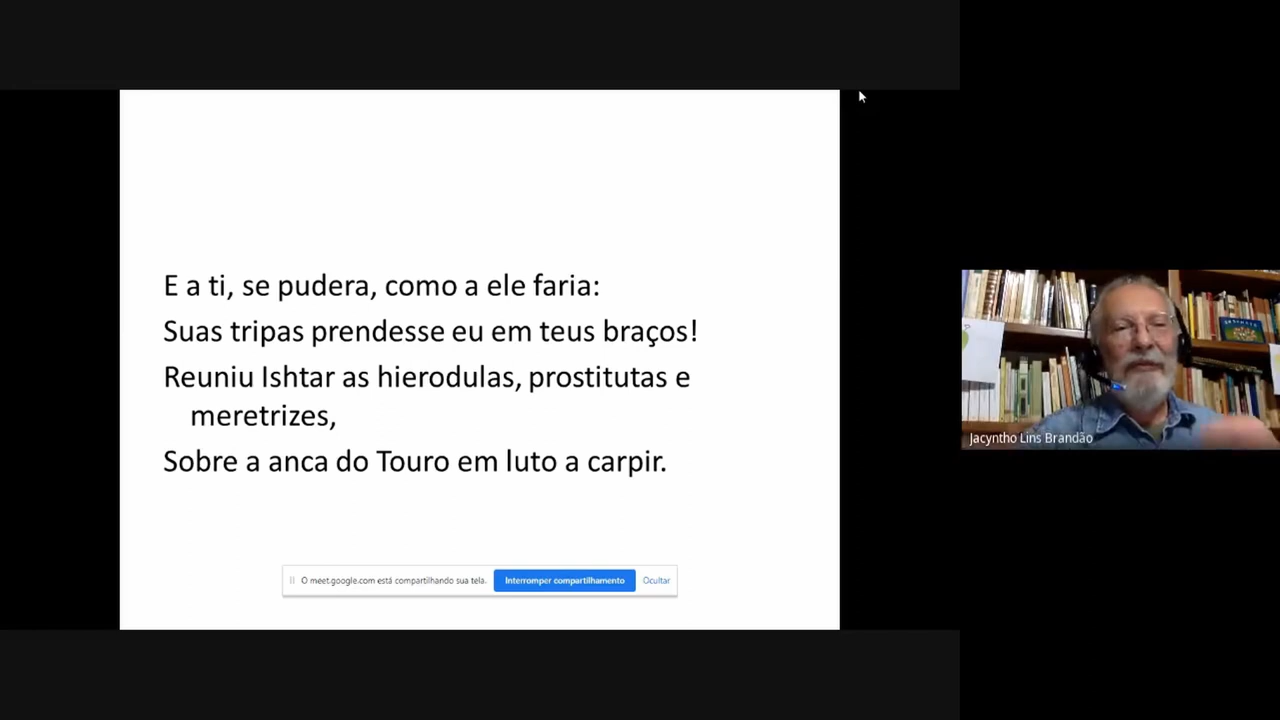 E a ti, se pudera, como a ele faria:
Suas tripas prendesse eu em teus braços!
Reuniu Ishtar as hierodulas, prostitutas e
meretrizes,
Sobre a anca do Touro em luto a carpir.
O meet.google.com está compartilhando sua tela.
Interromper compartilhamento
Ocultar
Jacyntho Lins Brandão